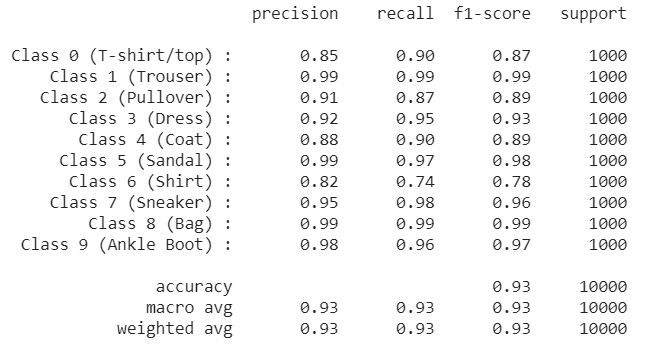 precision recall f1-score support
Class 0 (T-shirt/top) : 0.85 0.90 0.87 1000
Class 1 (Trouser) : 0.99 0.99 0.99 1000
Class 2 (Pullover) : 0.91 0.87 0.89 1000
Class 3 (Dress) : 0.92 0.95 0.93 1000
Class 4 (Coat) : 0.88 0.90 0.89 1000
Class 5 (Sandal) : 0.99 0.97 0.98 1000
Class 6 (Shirt) : 0.82 0.74 0.78 1000
Class 7 (Sneaker) : 0.95 0.98 0.96 1000
Class 8 (Bag) : 0.99 0.99 0.99 1000
Class 9 (Ankle Boot) : 0.98 0.96 0.97 1000
accuracy 0.93 10000
macro avg 0.93 0.93 0.93 10000
weighted avg 0.93 0.93 0.93 10000